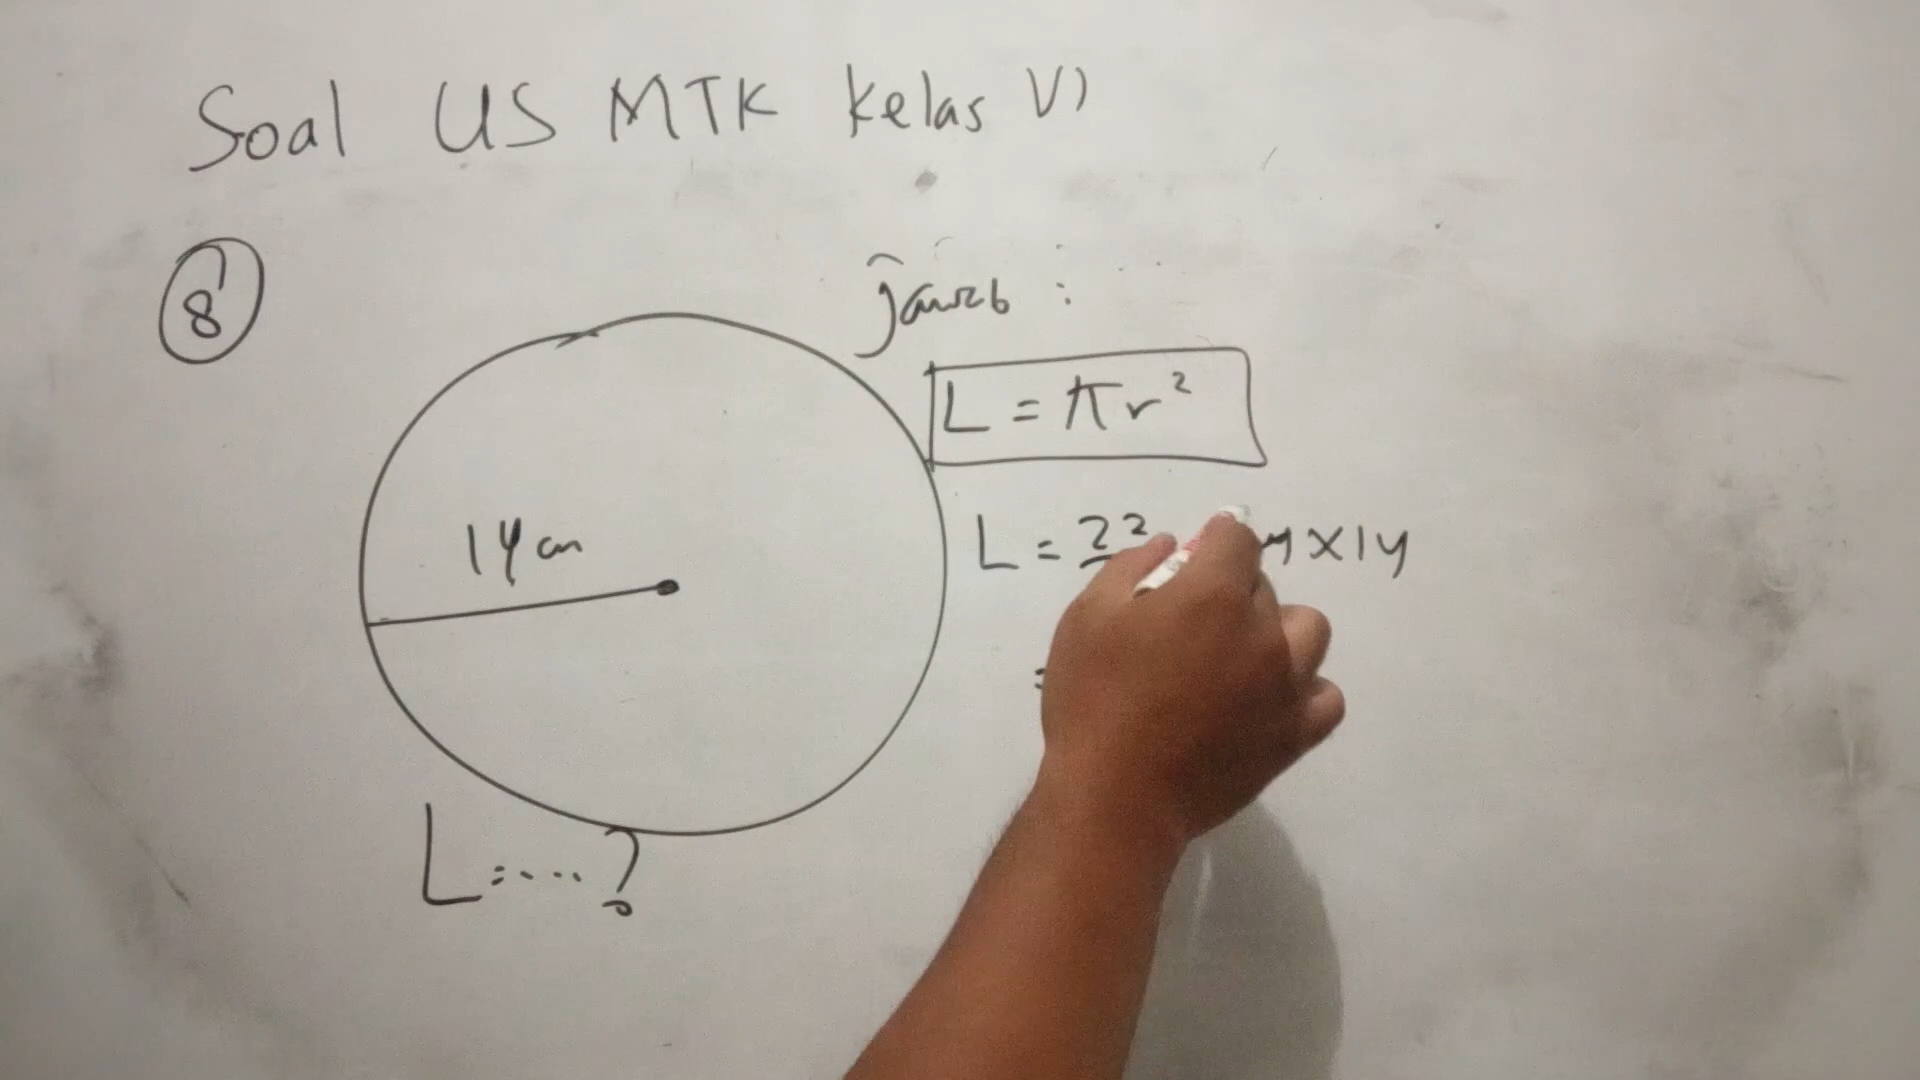 Soal US MTK Kelas VI
8
Jawab :
L = πr²
14 cm
L = 22 4 x 14
=
L = .... ?